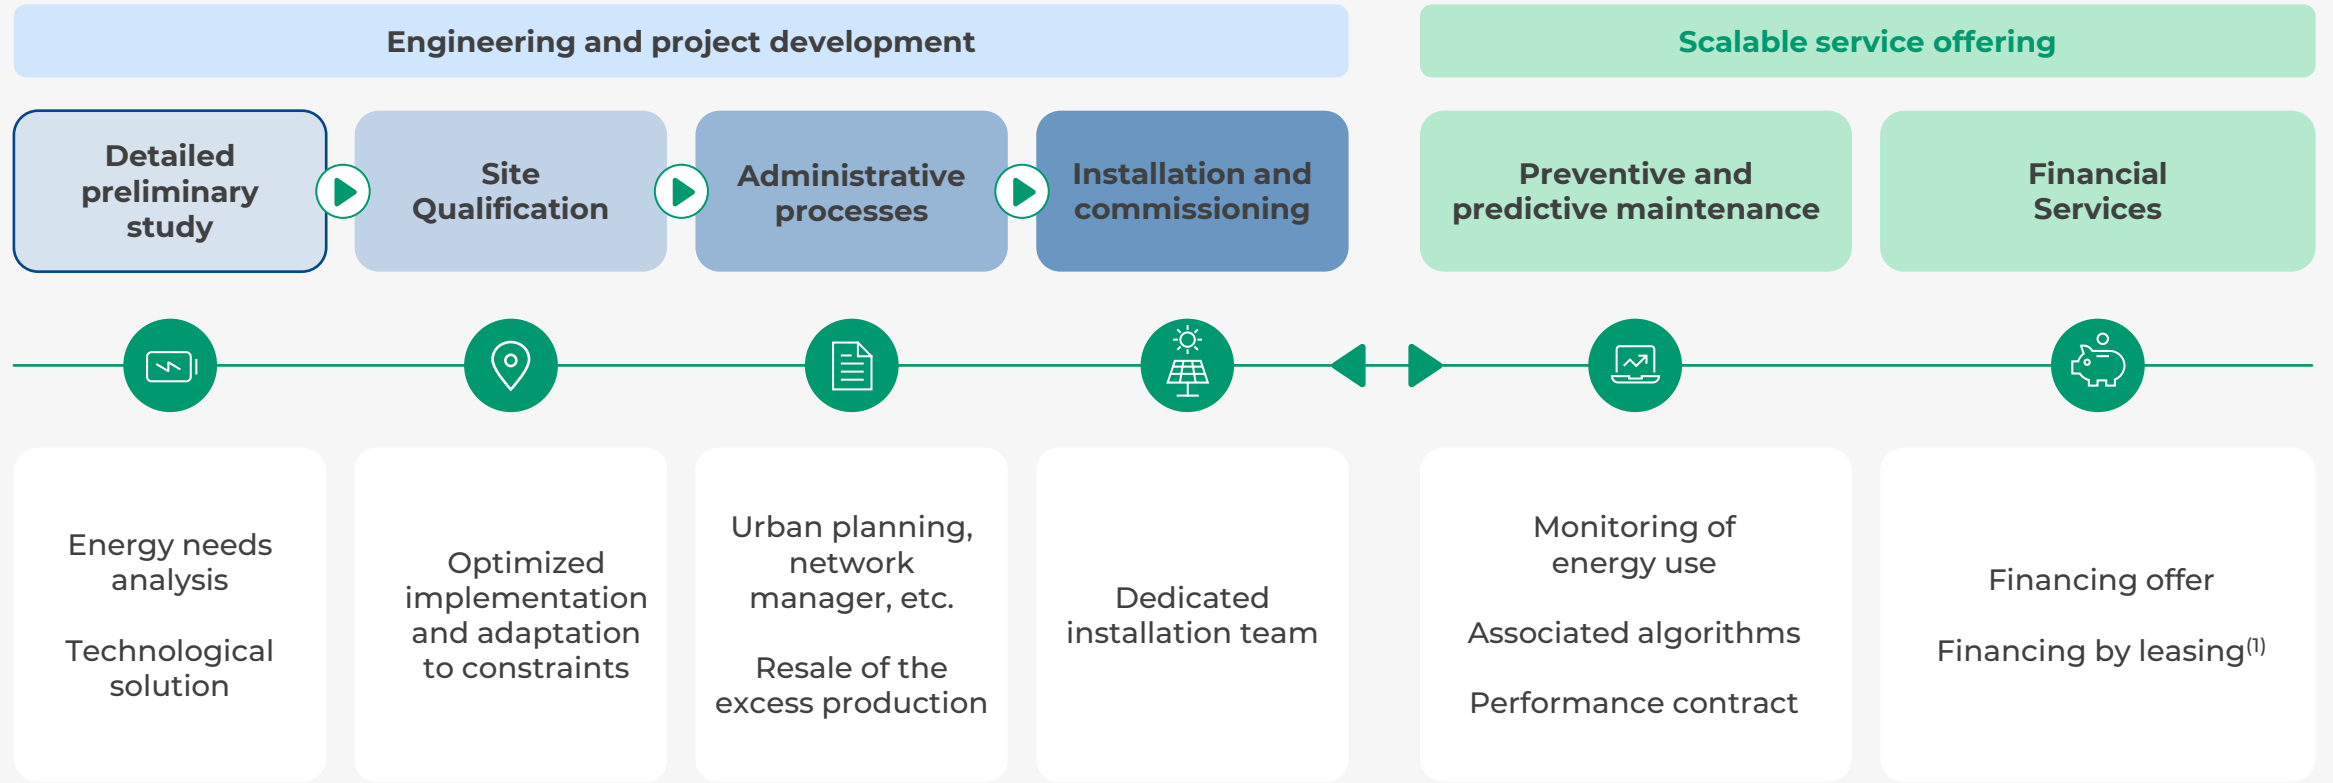 Engineering and project development
Scalable service offering
Detailed
preliminary
study
Site
Qualification
Administrative
processes
Installation and
commissioning
Preventive and
predictive maintenance
Financial
Services
Energy needs
analysis
Technological
solution
Optimized
implementation
and adaptation
to constraints
Urban planning,
network
manager, etc.
Resale of the
excess production
Dedicated
installation team
Monitoring of
energy use
Associated algorithms
Performance contract
Financing offer
Financing by leasing(1)